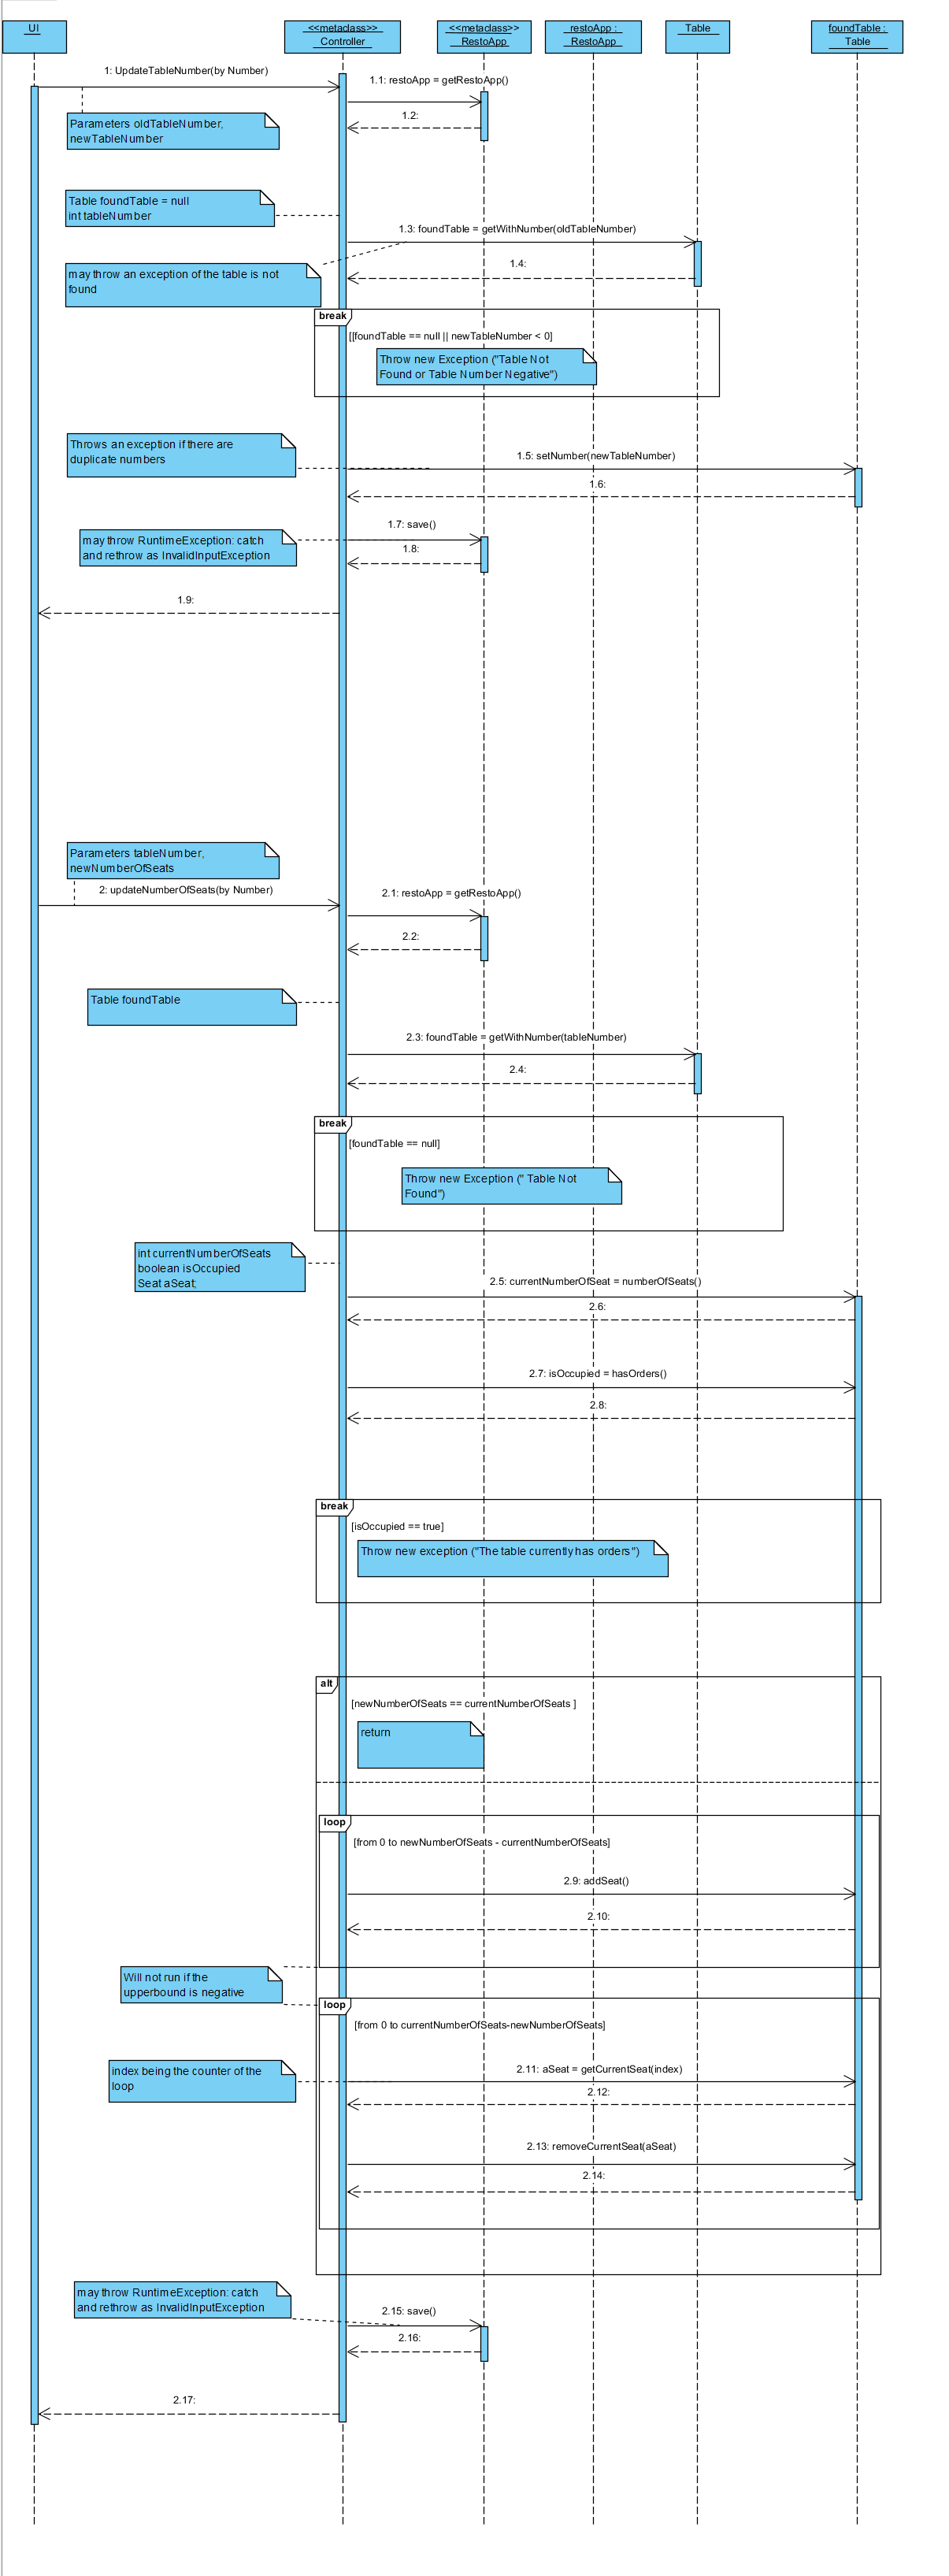 UI
<<metaclass>>
Controller
<<metaclass>>
RestoApp
restoApp :
RestoApp
Table
foundTable :
Table
1: UpdateTableNumber(by Number)
1.1: restoApp = getRestoApp()
1.2:
Parameters oldTableNumber,
newTableNumber
Table foundTable = null
int tableNumber
1.3: foundTable = getWithNumber(oldTableNumber)
1.4:
may throw an exception of the table is not
found
break
[[foundTable == null || newTableNumber < 0]
Throw new Exception ("Table Not
Found or Table Number Negative")
Throws an exception if there are
duplicate numbers
1.5: setNumber(newTableNumber)
1.6:
1.7: save()
may throw RuntimeException: catch
and rethrow as InvalidInputException
1.8:
1.9:
Parameters tableNumber,
newNumberOfSeats
2: updateNumberOfSeats(by Number)
2.1: restoApp = getRestoApp()
2.2:
Table foundTable
2.3: foundTable = getWithNumber(tableNumber)
2.4:
break
[foundTable == null]
Throw new Exception (" Table Not
Found")
int currentNumberOfSeats
boolean isOccupied
Seat aSeat;
2.5: currentNumberOfSeat = numberOfSeats()
2.6:
2.7: isOccupied = hasOrders()
2.8:
break
[isOccupied == true]
Throw new exception ("The table currently has orders")
alt
[newNumberOfSeats == currentNumberOfSeats ]
return
loop
[from 0 to newNumberOfSeats - currentNumberOfSeats]
2.9: addSeat()
2.10:
Will not run if the
upperbound is negative
loop
[from 0 to currentNumberOfSeats-newNumberOfSeats]
index being the counter of the
loop
2.11: aSeat = getCurrentSeat(index)
2.12:
2.13: removeCurrentSeat(aSeat)
2.14:
may throw RuntimeException: catch
and rethrow as InvalidInputException
2.15: save()
2.16:
2.17: